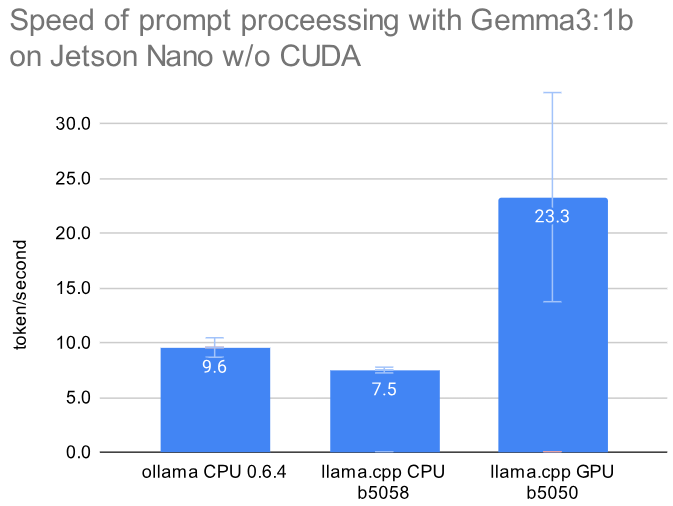 Speed of prompt proceessing with Gemma3:1b
on Jetson Nano w/o CUDA
token/second
30.0
25.0
20.0
15.0
10.0
5.0
0.0
9.6
7.5
23.3
ollama CPU 0.6.4
llama.cpp CPU
b5058
llama.cpp GPU
b5050